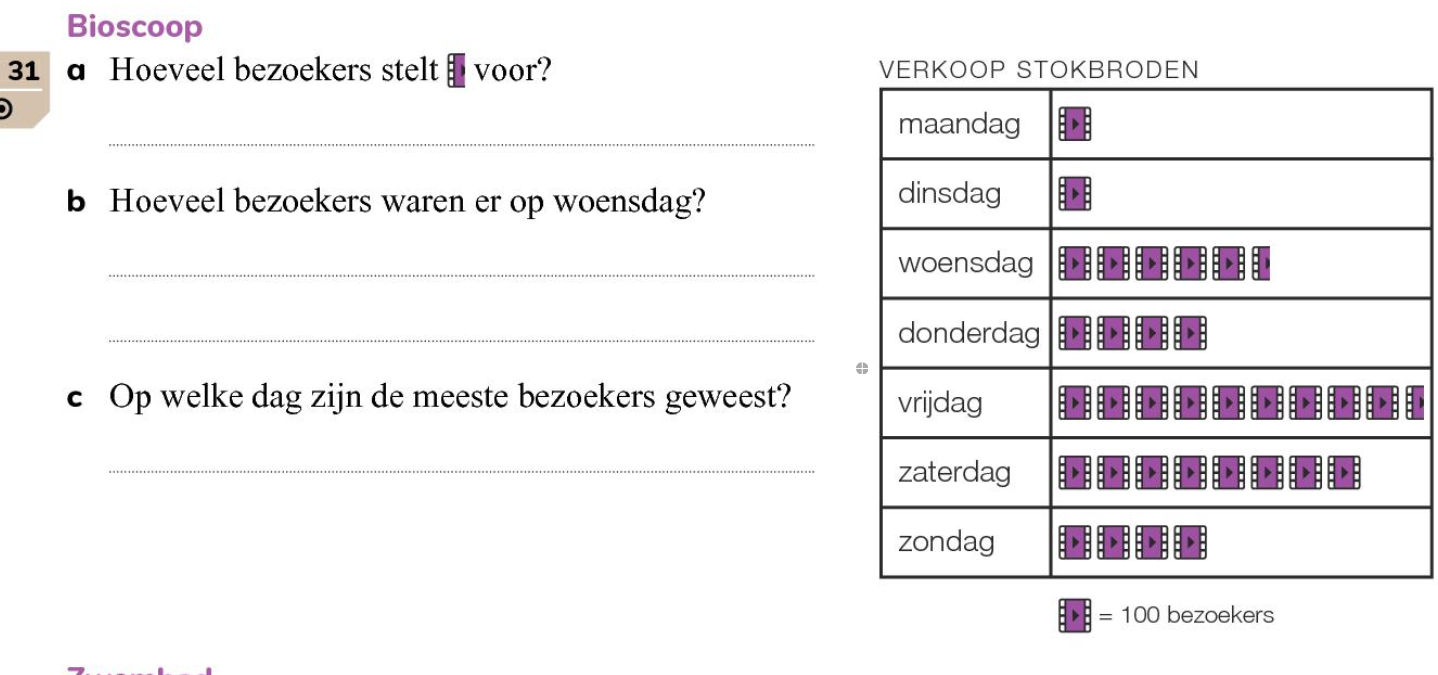 Bioscoop
31 a Hoeveel bezoekers stelt voor?
b Hoeveel bezoekers waren er op woensdag?
c Op welke dag zijn de meeste bezoekers geweest?
VERKOOP STOKBRODEN
maandag
dinsdag
woensdag
donderdag
vrijdag
zaterdag
zondag
= 100 bezoekers